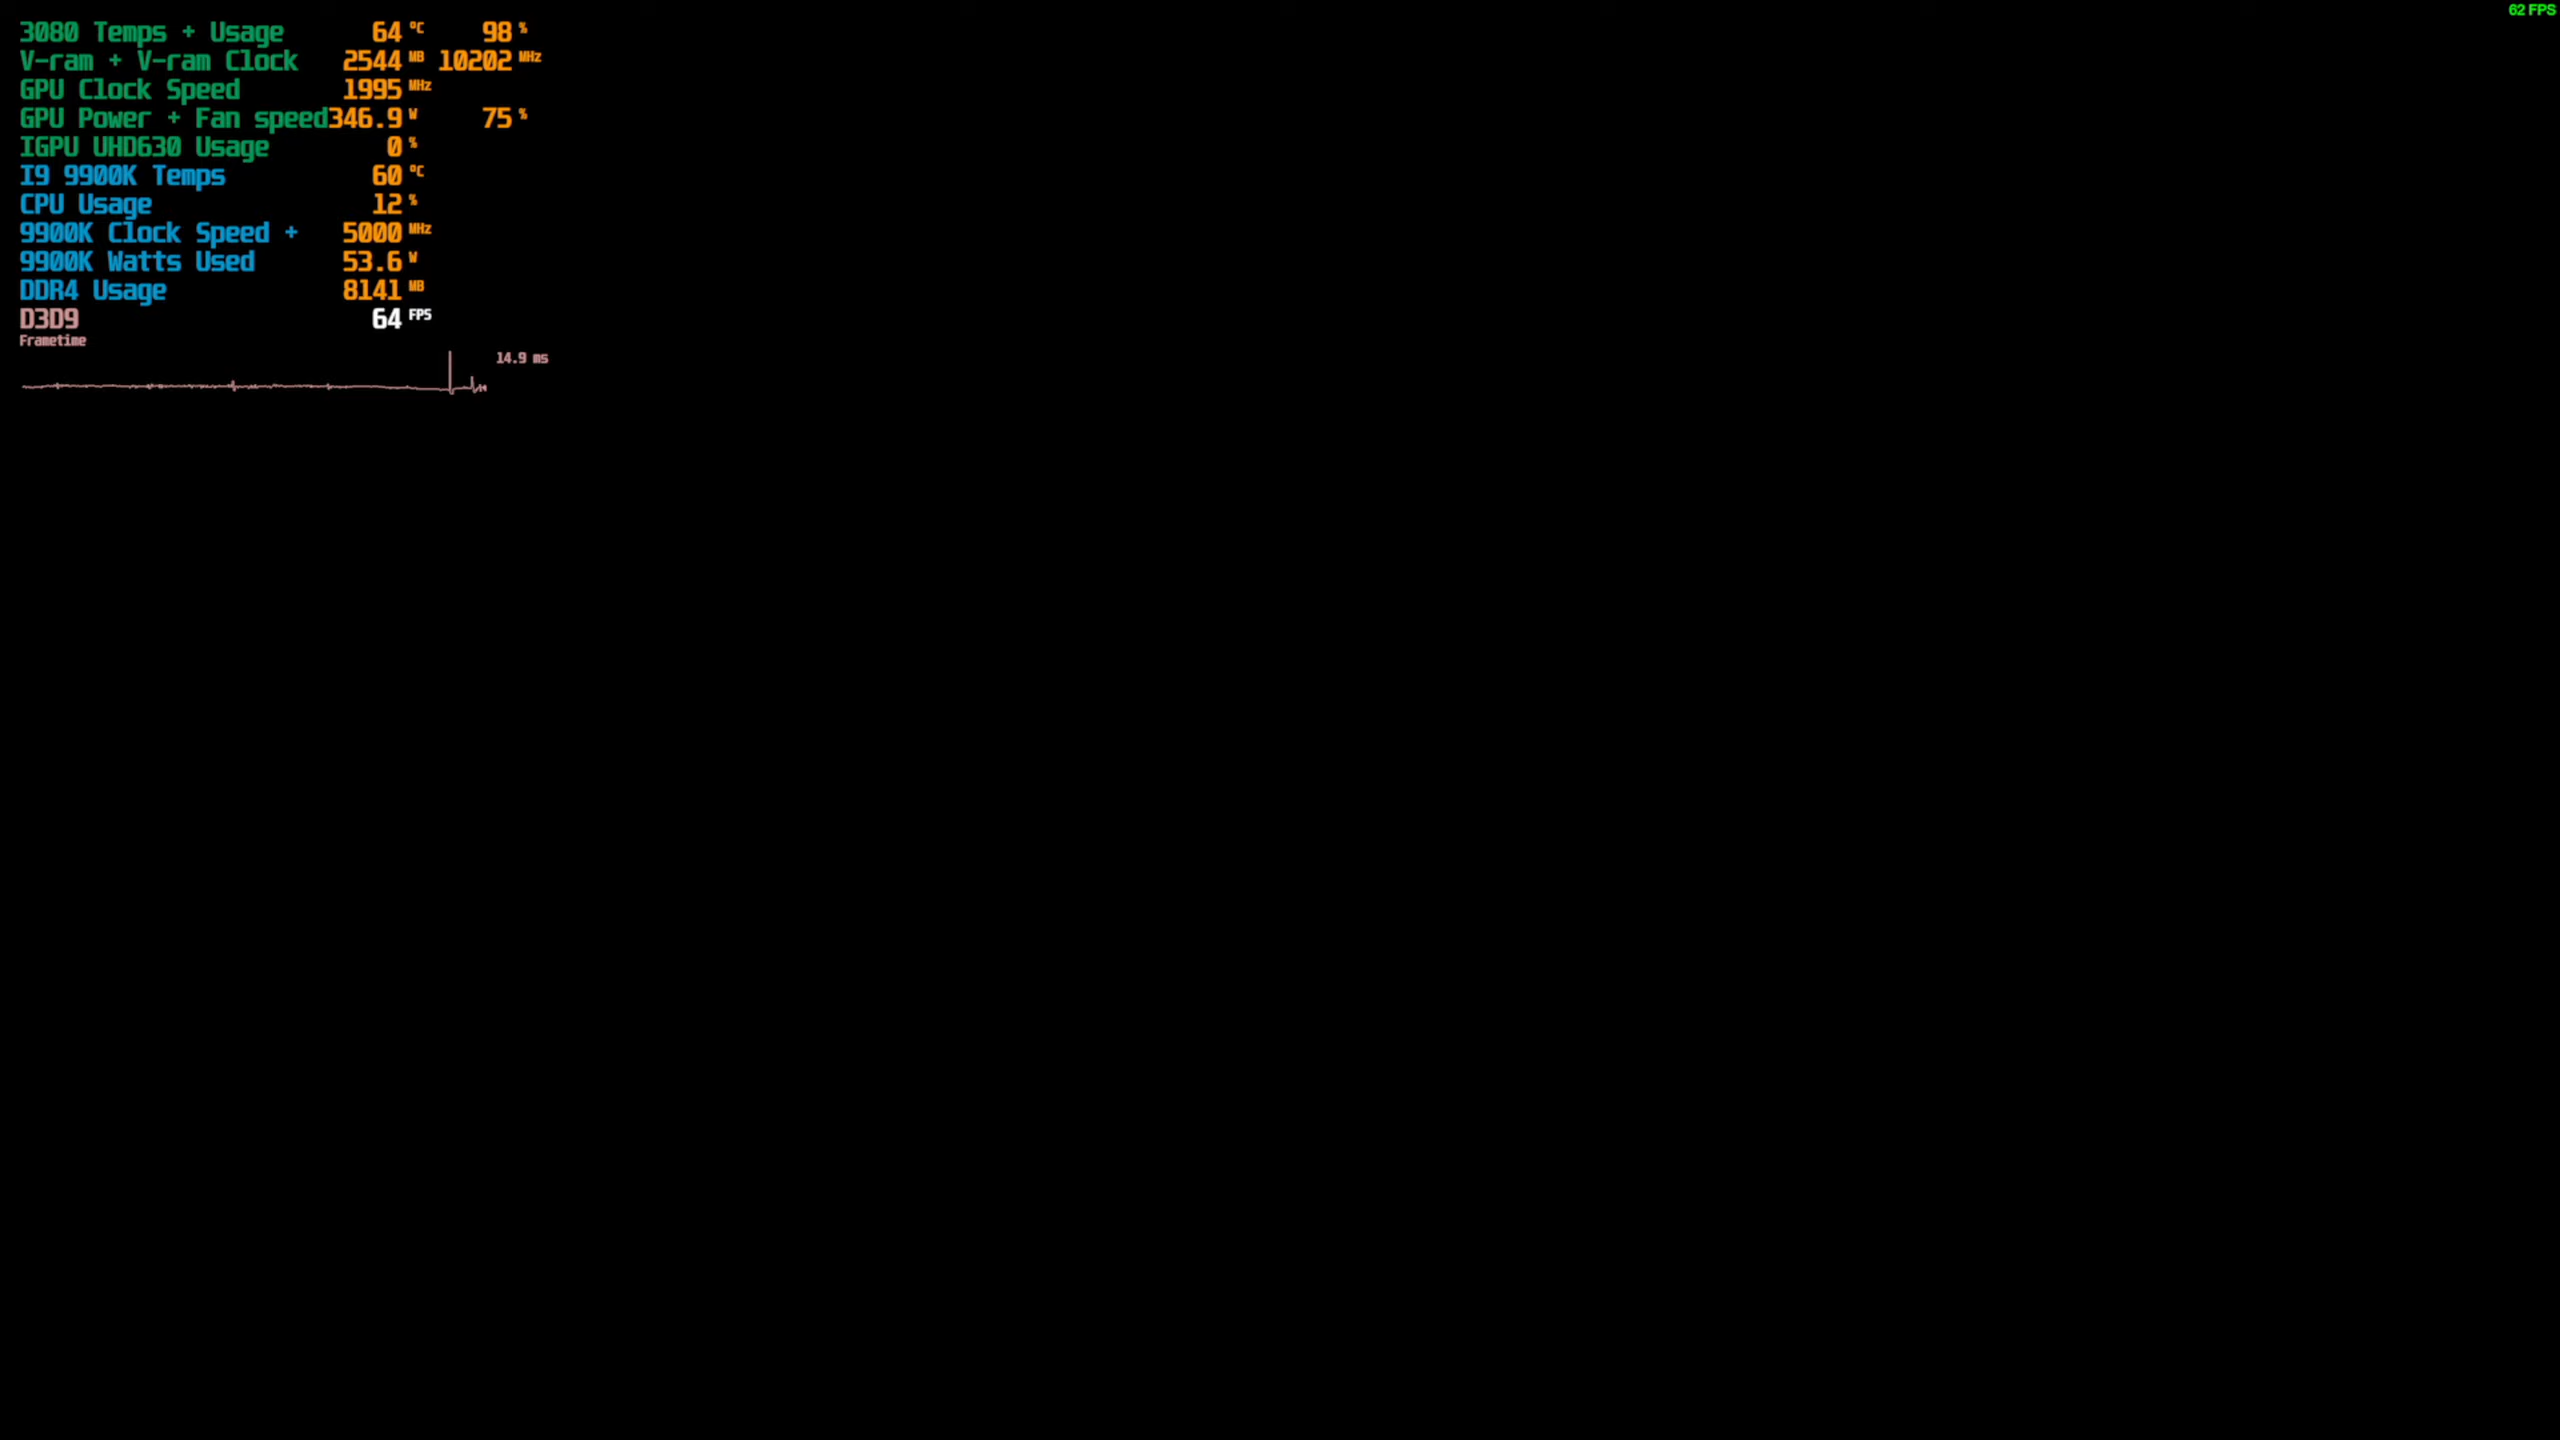 62 FPS
3080 Temps + Usage 64 °C 98 %
V-ram + V-ram Clock 2544 MB 10202 MHz
GPU Clock Speed 1995 MHz
GPU Power + Fan speed 346.9 W 75 %
IGPU UHD630 Usage 0 %
I9 9900K Temps 60 °C
CPU Usage 12 %
9900K Clock Speed + 5000 MHz
9900K Watts Used 53.6 W
DDR4 Usage 8141 MB
D3D9 64 FPS
Frametime
14.9 ms